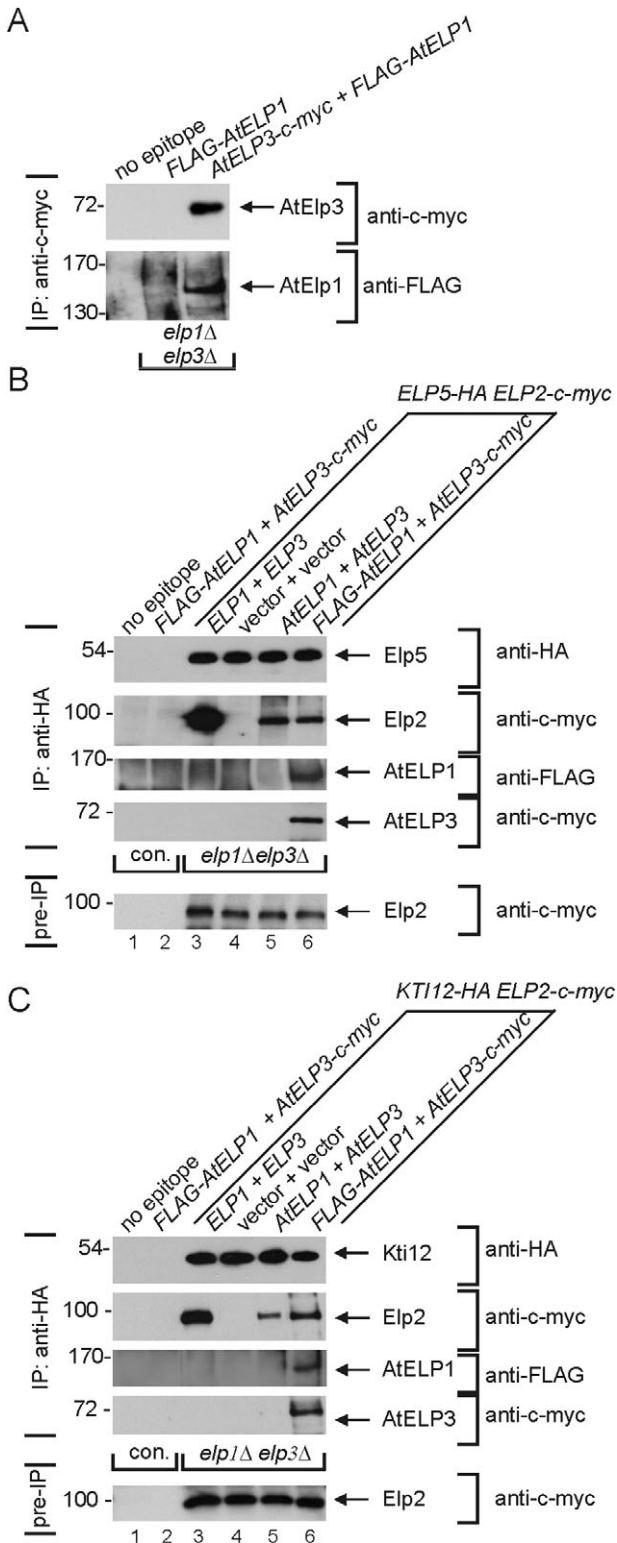 A
no epitope
FLAG-AtELP1
AtELP3-c-myc + FLAG-AtELP1
IP: anti-c-myc
72-
AtElp3
anti-c-myc
170-
130-
AtElp1
anti-FLAG
elp1Δ
elp3Δ
B
ELP5-HA ELP2-c-myc
no epitope
FLAG-AtELP1 + AtELP3-c-myc
ELP1 + ELP3
vector + vector
AtELP1 + AtELP3
FLAG-AtELP1 + AtELP3-c-myc
IP: anti-HA
54-
Elp5
anti-HA
100 -
Elp2
anti-c-myc
170-
AtELP1
anti-FLAG
72 -
AtELP3
anti-c-myc
con.
elp1Δelp3Δ
pre-IP
100 -
Elp2
anti-c-myc
1 2 3 4 5 6
C
KTI12-HA ELP2-c-myc
no epitope
FLAG-AtELP1 + AtELP3-c-myc
ELP1 + ELP3
vector + vector
AtELP1 + AtELP3
FLAG-AtELP1 + AtELP3-c-myc
IP: anti-HA
54-
Kti12
anti-HA
100 -
Elp2
anti-c-myc
170-
AtELP1
anti-FLAG
72 -
AtELP3
anti-c-myc
con.
elp1Δ elp3Δ
pre-IP
100-
Elp2
anti-c-myc
1 2 3 4 5 6